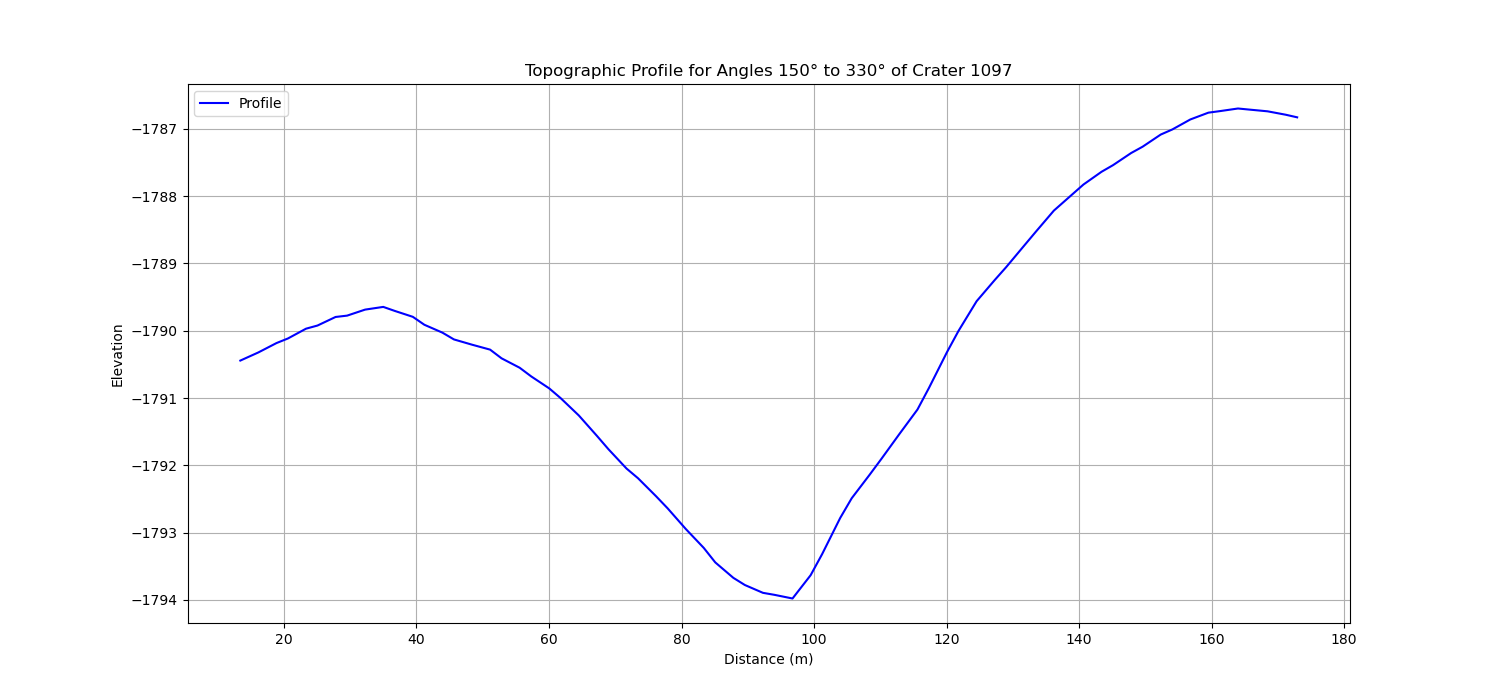 Topographic Profile for Angles 150° to 330° of Crater 1097
Profile
−1787
−1788
−1789
−1790
−1791
−1792
−1793
−1794
Elevation
20 40 60 80 100 120 140 160 180
Distance (m)